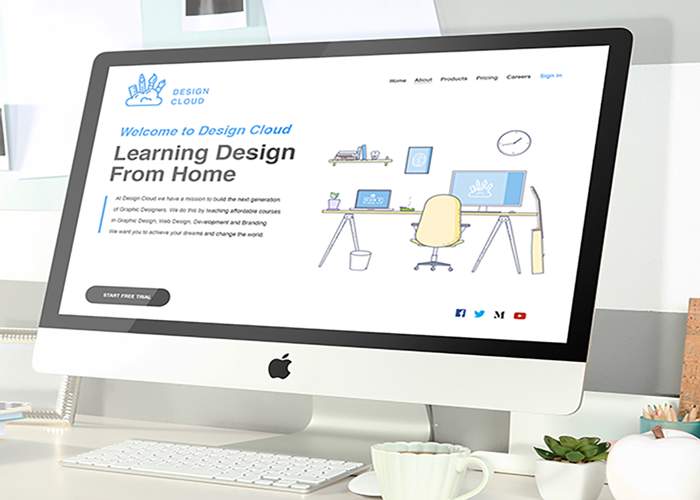 DESIGN
CLOUD
Home About Products Pricing Careers Sign in
Welcome to Design Cloud
Learning Design
From Home
At Design Cloud we have a mission to build the next generation
of Graphic Designers. We do this by teaching affordable courses
in Graphic Design, Web Design, Development and Branding
We want you to achieve your dreams and change the world.
START FREE TRIAL